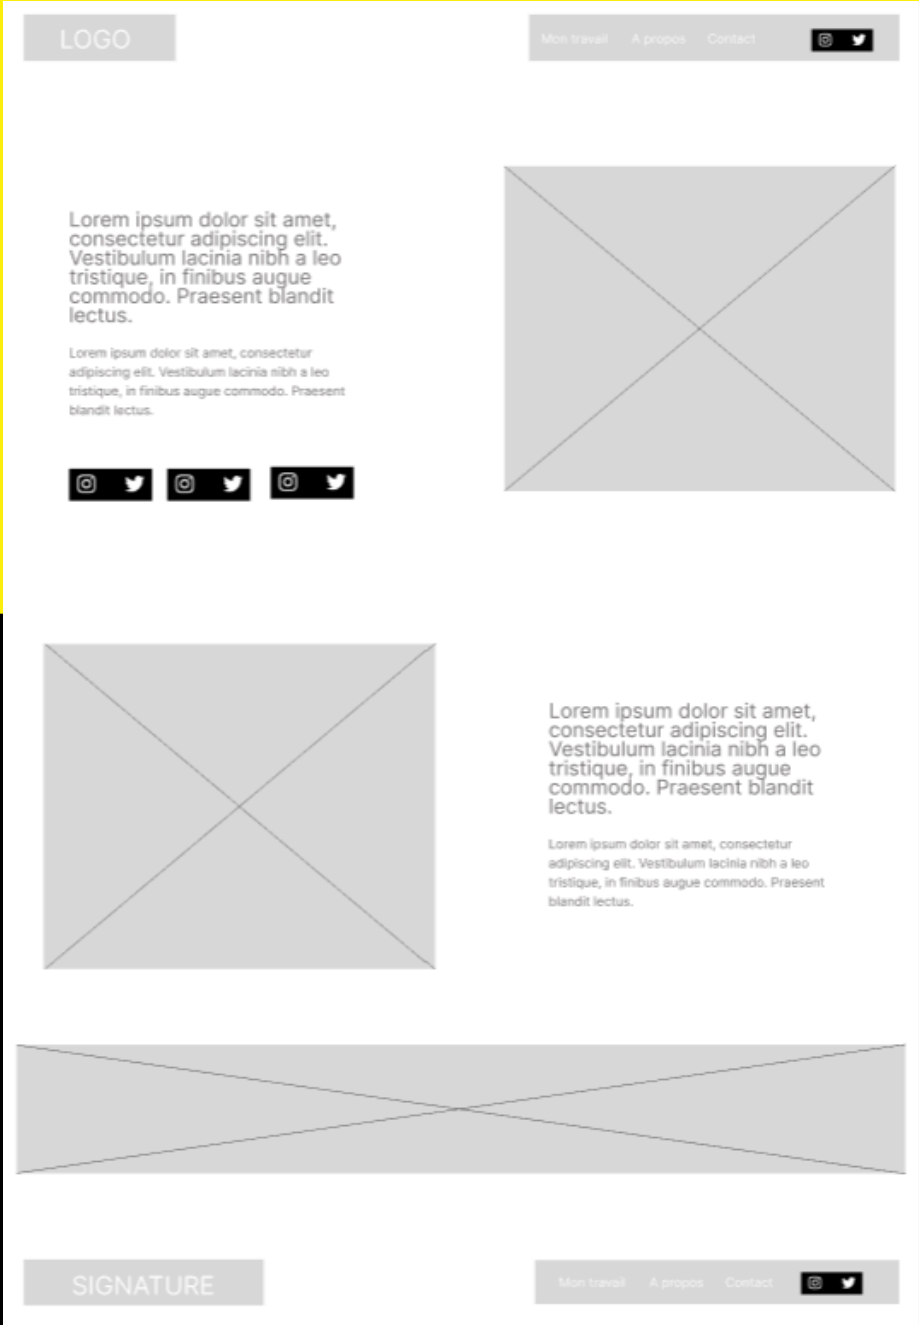 LOGO
Mon travail A propos Contact
Lorem ipsum dolor sit amet,
consectetur adipiscing elit.
Vestibulum lacinia nibh a leo
tristique, in finibus augue
commodo. Praesent blandit
lectus.
Lorem ipsum dolor sit amet, consectetur
adipiscing elit. Vestibulum lacinia nibh a leo
tristique, in finibus augue commodo. Praesent
blandit lectus.
Lorem ipsum dolor sit amet,
consectetur adipiscing elit.
Vestibulum lacinia nibh a leo
tristique, in finibus augue
commodo. Praesent blandit
lectus.
Lorem ipsum dolor sit amet, consectetur
adipiscing elit. Vestibulum lacinia nibh a leo
tristique, in finibus augue commodo. Praesent
blandit lectus.
SIGNATURE
Mon travail A propos Contact